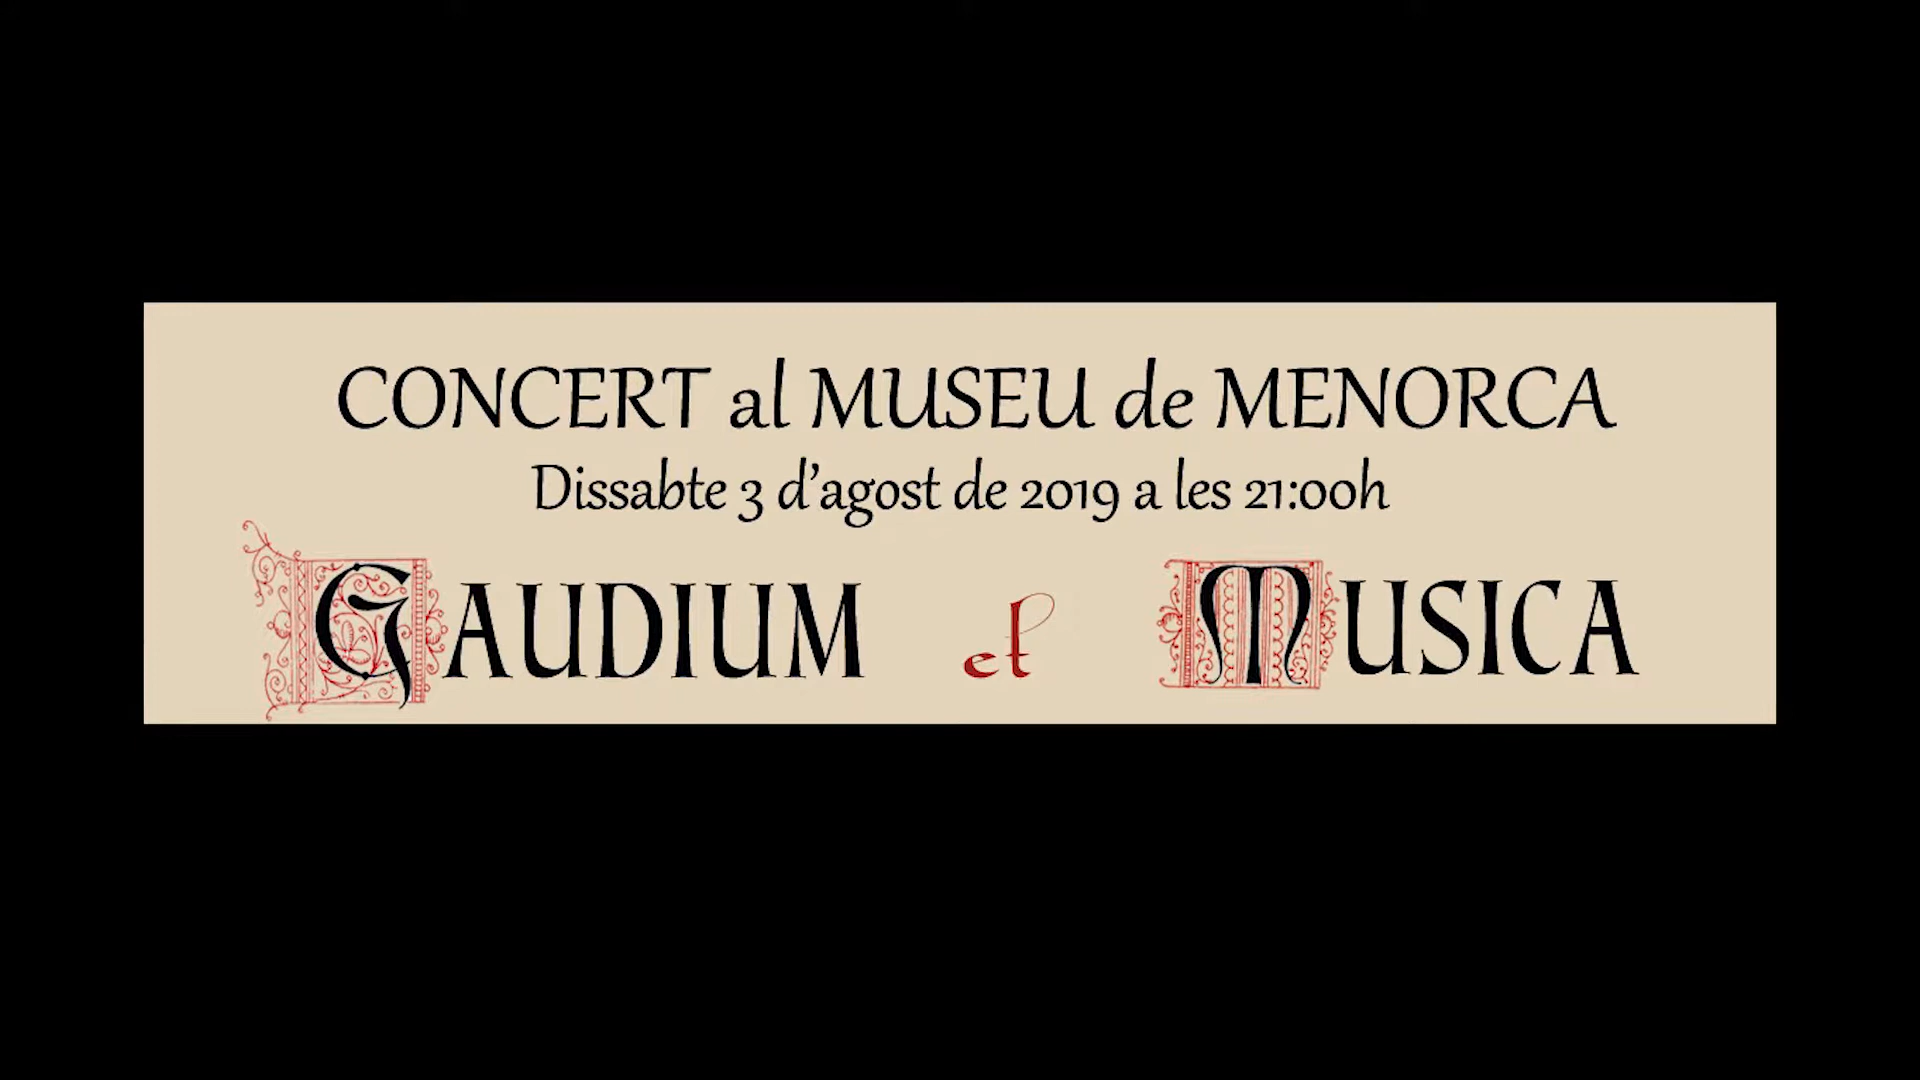 CONCERT al MUSEU de MENORCA
Dissabte 3 d’agost de 2019 a les 21:00h
GAUDIUM et MUSICA